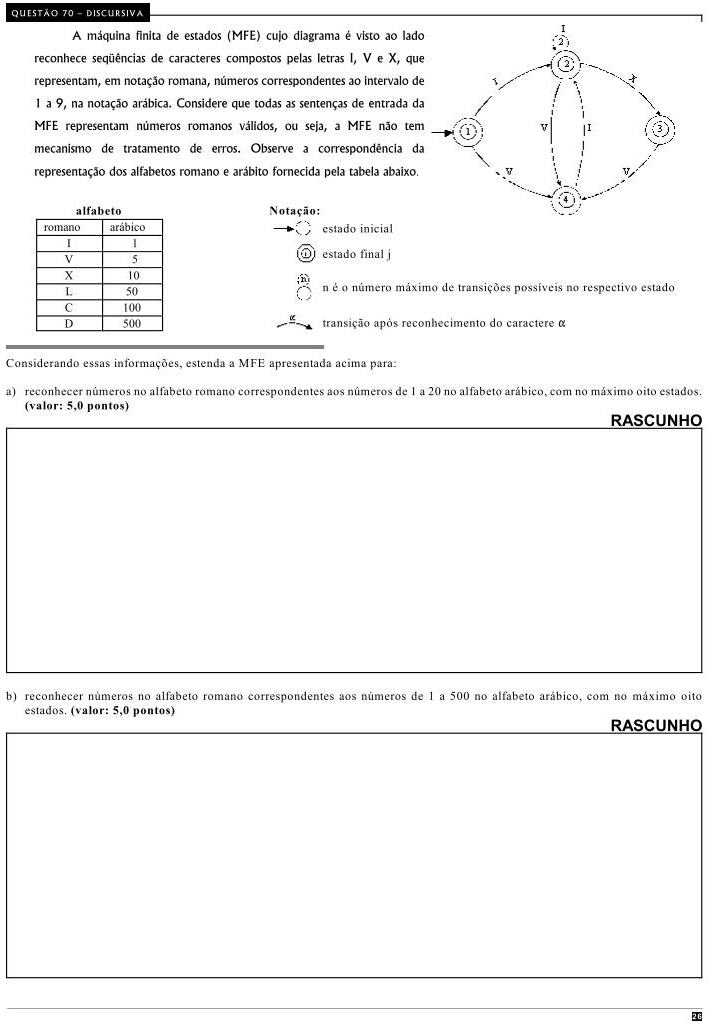 QUESTÃO 70 – DISCURSIVA
A máquina finita de estados (MFE) cujo diagrama é visto ao lado
reconhece seqüências de caracteres compostos pelas letras I, V e X, que
representam, em notação romana, números correspondentes ao intervalo de
1 a 9, na notação arábica. Considere que todas as sentenças de entrada da
MFE representam números romanos válidos, ou seja, a MFE não tem
mecanismo de tratamento de erros. Observe a correspondência da
representação dos alfabetos romano e arábito fornecida pela tabela abaixo.
I
2
2
I
X
1
V
I
3
V
V
4
alfabeto
romano arábico
I 1
V 5
X 10
L 50
C 100
D 500
Notação:
estado inicial
j estado final j
n n é o número máximo de transições possíveis no respectivo estado
α transição após reconhecimento do caractere α
Considerando essas informações, estenda a MFE apresentada acima para:
a) reconhecer números no alfabeto romano correspondentes aos números de 1 a 20 no alfabeto arábico, com no máximo oito estados.
(valor: 5,0 pontos)
RASCUNHO
b) reconhecer números no alfabeto romano correspondentes aos números de 1 a 500 no alfabeto arábico, com no máximo oito
estados. (valor: 5,0 pontos)
RASCUNHO
26